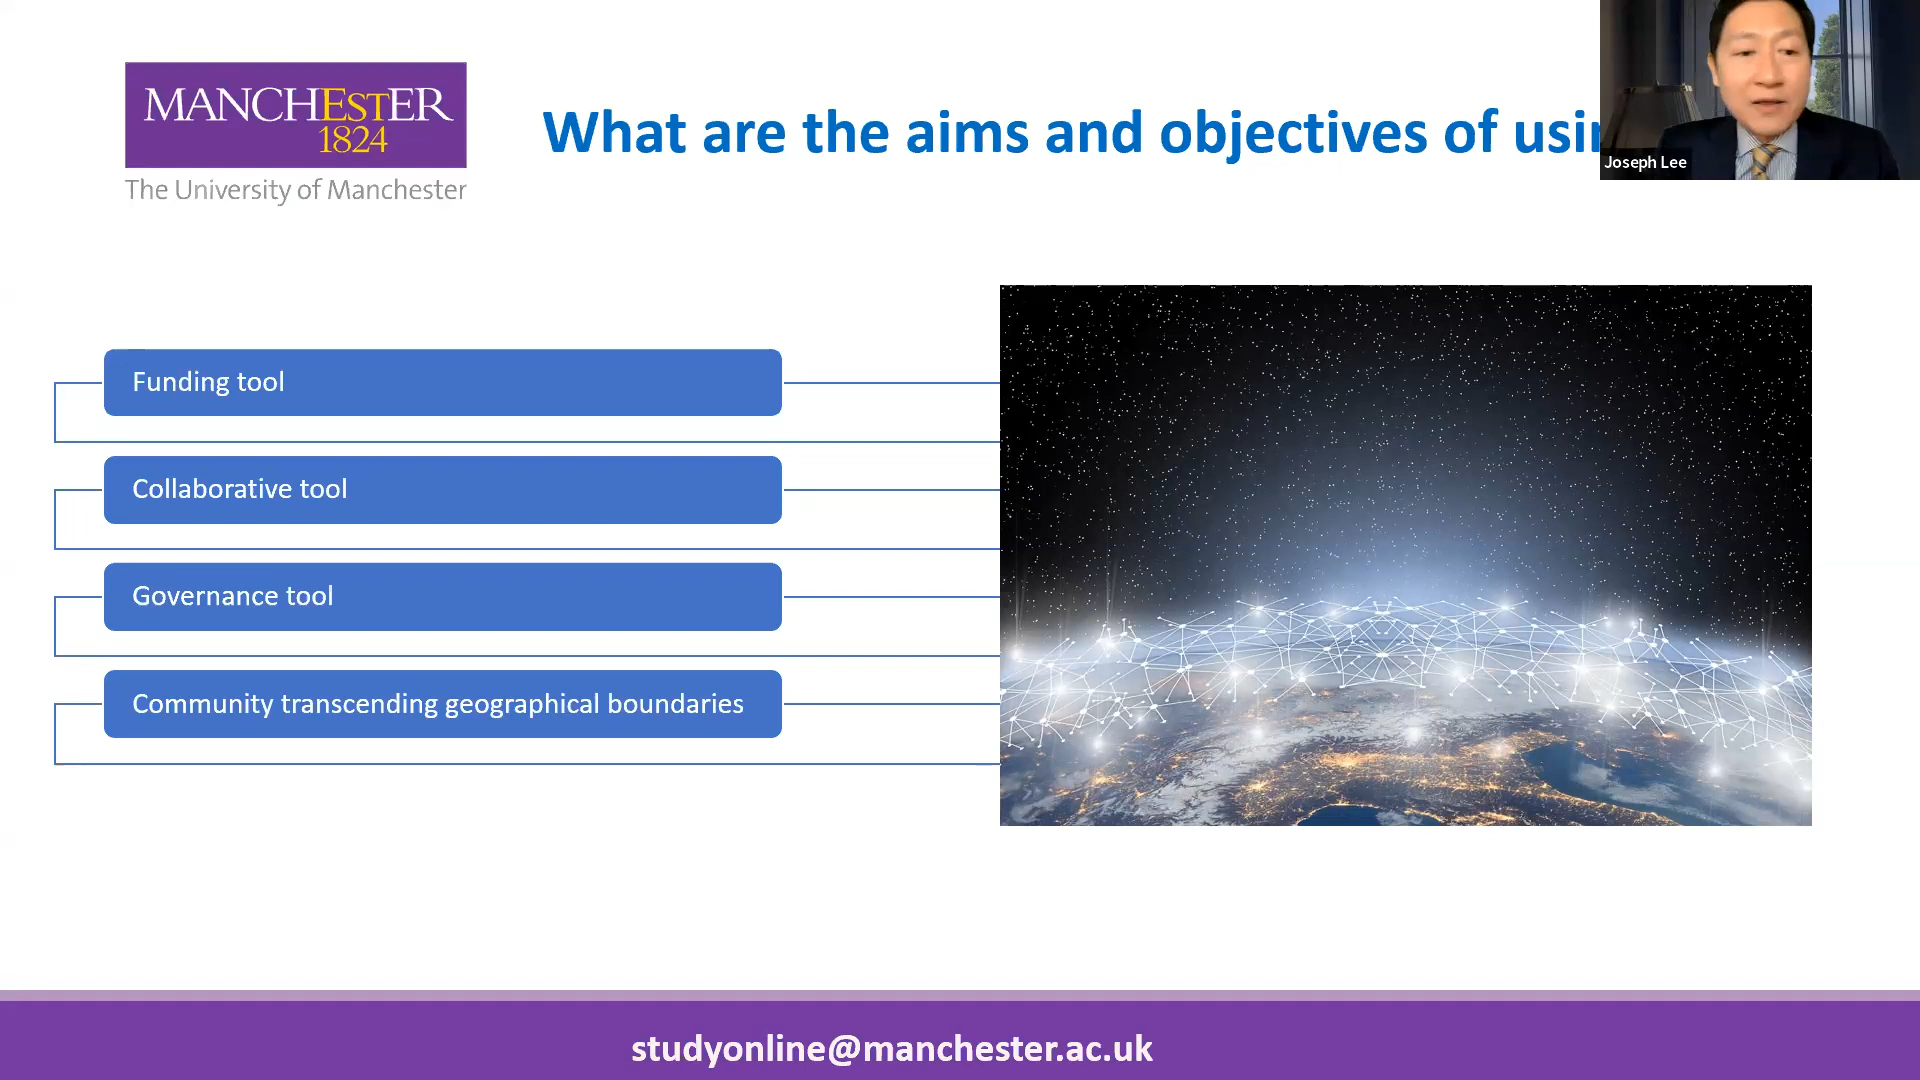 MANCHESTER
1824
The University of Manchester
What are the aims and objectives of usi
Joseph Lee
Funding tool
Collaborative tool
Governance tool
Community transcending geographical boundaries
studyonline@manchester.ac.uk